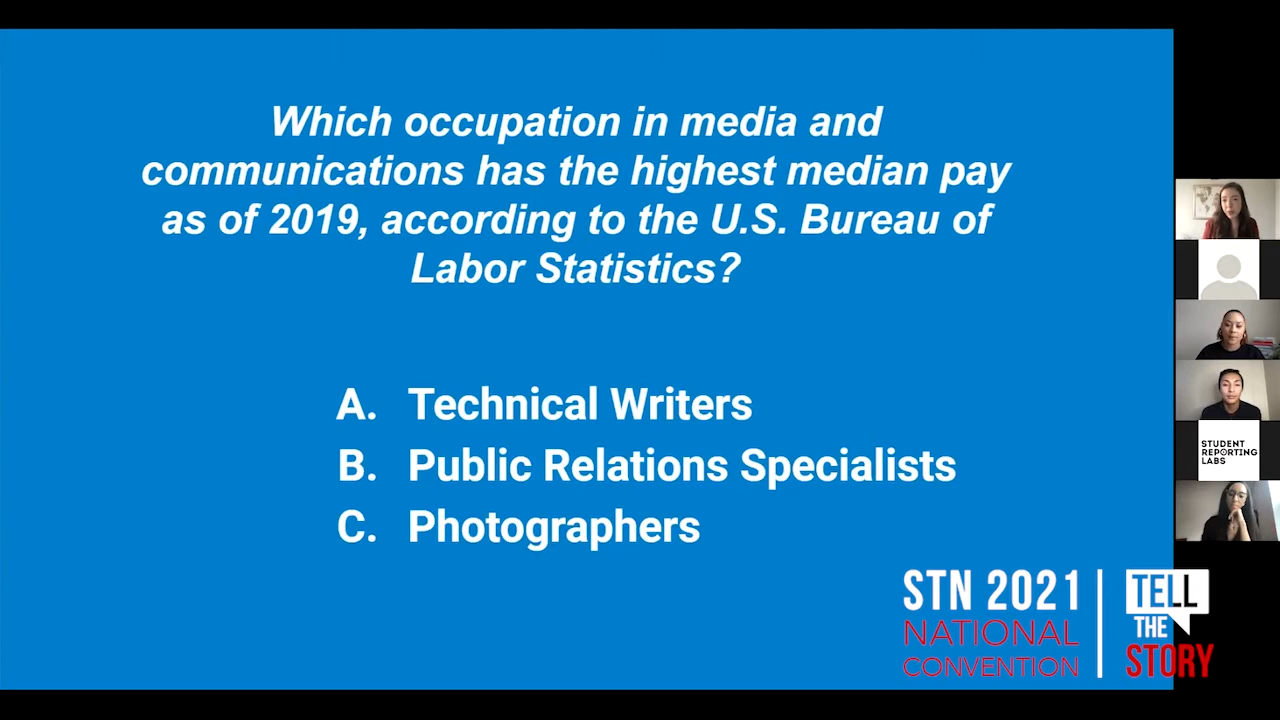 Which occupation in media and
communications has the highest median pay
as of 2019, according to the U.S. Bureau of
Labor Statistics?
A. Technical Writers
B. Public Relations Specialists
C. Photographers
STUDENT
REPORTING
LABS
STN 2021
NATIONAL
CONVENTION
TELL
THE
STORY